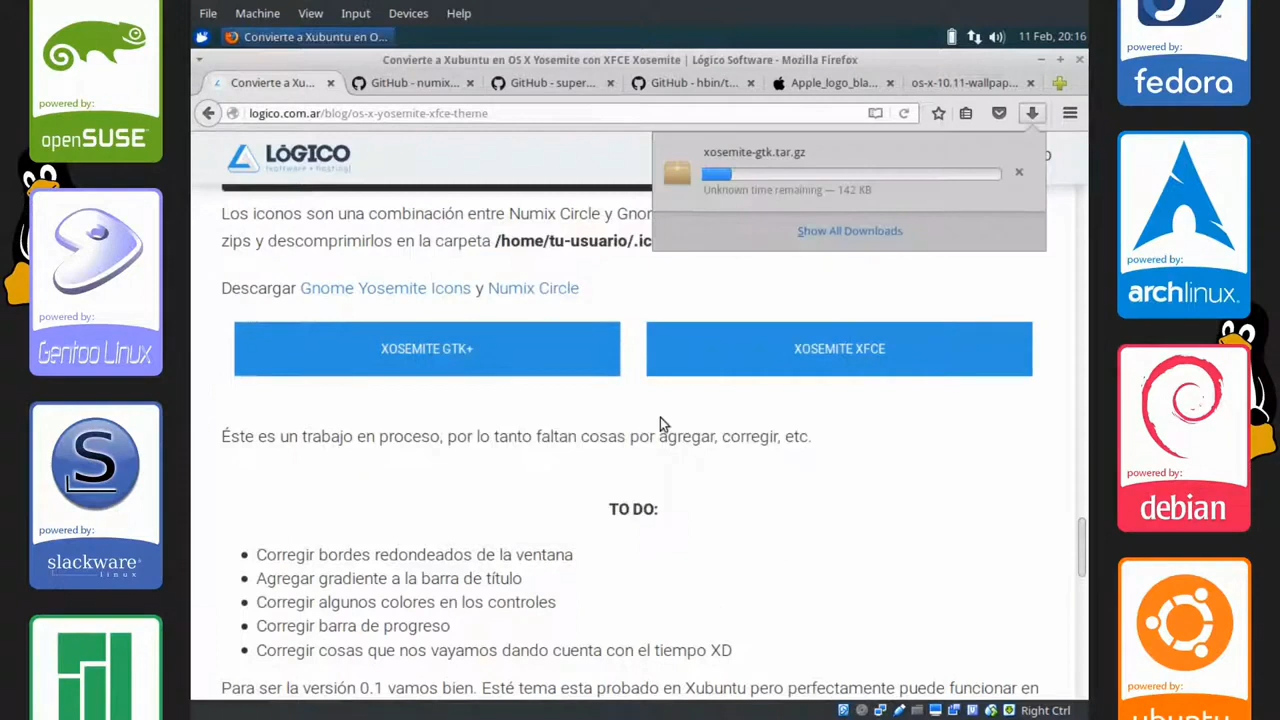 File Machine View Input Devices Help
Convierte a Xubuntu en O...
11 Feb, 20:16
Convierte a Xubuntu en OS X Yosemite con XFCE Xosemite | Lógico Software - Mozilla Firefox
Convierte a Xu...
GitHub - numix...
GitHub - super...
GitHub - hbin/t...
Apple_logo_bla...
os-x-10.11-wallpap...
logico.com.ar/blog/os-x-yosemite-xfce-theme
LóGICO
software + hosting
xosemite-gtk.tar.gz
Unknown time remaining — 142 KB
Show All Downloads
Los iconos son una combinación entre Numix Circle y Gno
zips y descomprimirlos en la carpeta /home/tu-usuario/.ic
Descargar Gnome Yosemite Icons y Numix Circle
XOSEMITE GTK+
XOSEMITE XFCE
Éste es un trabajo en proceso, por lo tanto faltan cosas por agregar, corregir, etc.
TO DO:
Corregir bordes redondeados de la ventana
Agregar gradiente a la barra de título
Corregir algunos colores en los controles
Corregir barra de progreso
Corregir cosas que nos vayamos dando cuenta con el tiempo XD
Para ser la versión 0.1 vamos bien. Esté tema esta probado en Xubuntu pero perfectamente puede funcionar en
Right Ctrl
powered by:
openSUSE
powered by:
Gentoo Linux
powered by:
slackware
linux
powered by:
fedora
powered by:
archlinux
powered by:
debian
powered by:
ubuntu